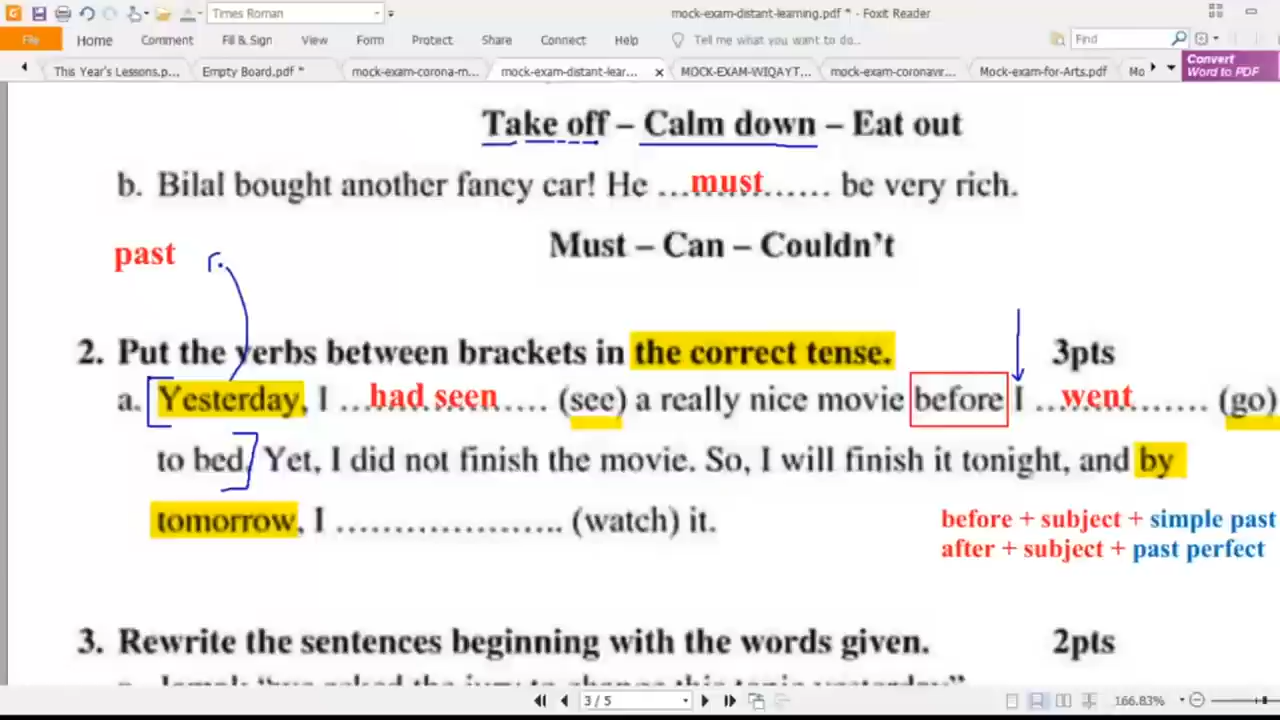 Times Roman
mock-exam-distant-learning.pdf * - Foxit Reader
File Home Comment Fill & Sign View Form Protect Share Connect Help Tell me what you want to do.. Find
This Year's Lessons.p... Empty Board.pdf * mock-exam-corona-m... mock-exam-distant-lear... MOCK-EXAM-WIQAYT... mock-exam-coronavr... Mock-exam-for-Arts.pdf Mo
Convert
Word to PDF
Take off – Calm down – Eat out
b. Bilal bought another fancy car! He ...must....... be very rich.
past
Must – Can – Couldn't
2. Put the verbs between brackets in the correct tense. 3pts
a. Yesterday, I ...had seen..... (see) a really nice movie before I ...went........ (go)
to bed. Yet, I did not finish the movie. So, I will finish it tonight, and by
tomorrow, I ...................... (watch) it.
before + subject + simple past
after + subject + past perfect
3. Rewrite the sentences beginning with the words given. 2pts
3 / 5
166.83%